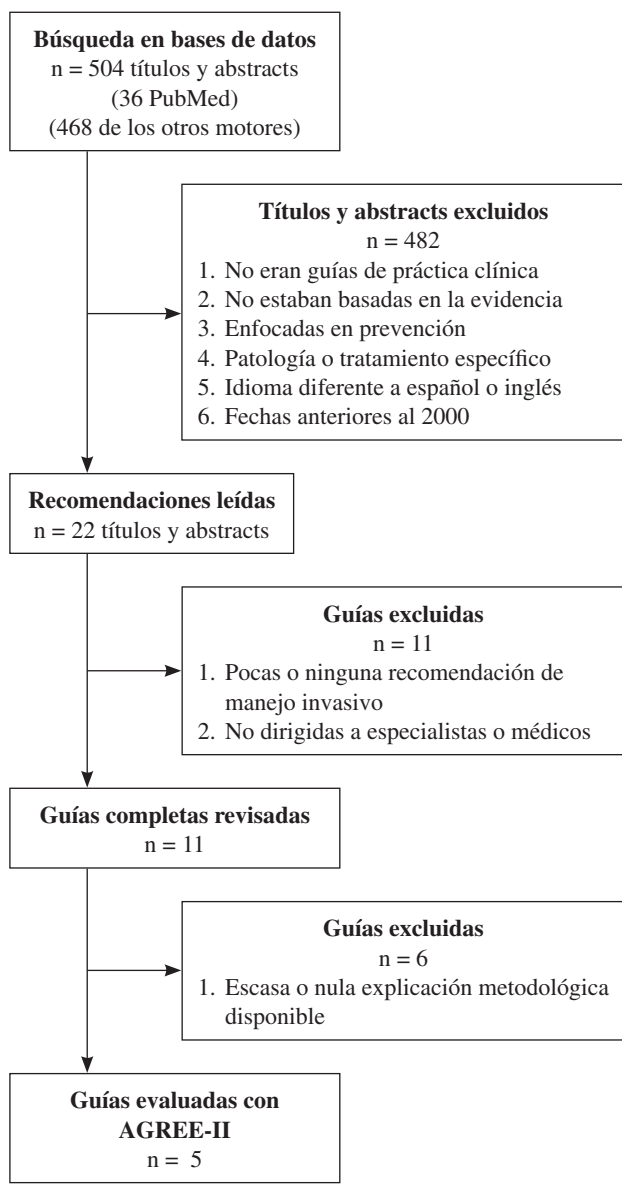 Búsqueda en bases de datos
n = 504 títulos y abstracts
(36 PubMed)
(468 de los otros motores)
Títulos y abstracts excluidos
n = 482
1. No eran guías de práctica clínica
2. No estaban basadas en la evidencia
3. Enfocadas en prevención
4. Patología o tratamiento específico
5. Idioma diferente a español o inglés
6. Fechas anteriores al 2000
Recomendaciones leídas
n = 22 títulos y abstracts
Guías excluidas
n = 11
1. Pocas o ninguna recomendación de
manejo invasivo
2. No dirigidas a especialistas o médicos
Guías completas revisadas
n = 11
Guías excluidas
n = 6
1. Escasa o nula explicación metodológica
disponible
Guías evaluadas con
AGREE-II
n = 5